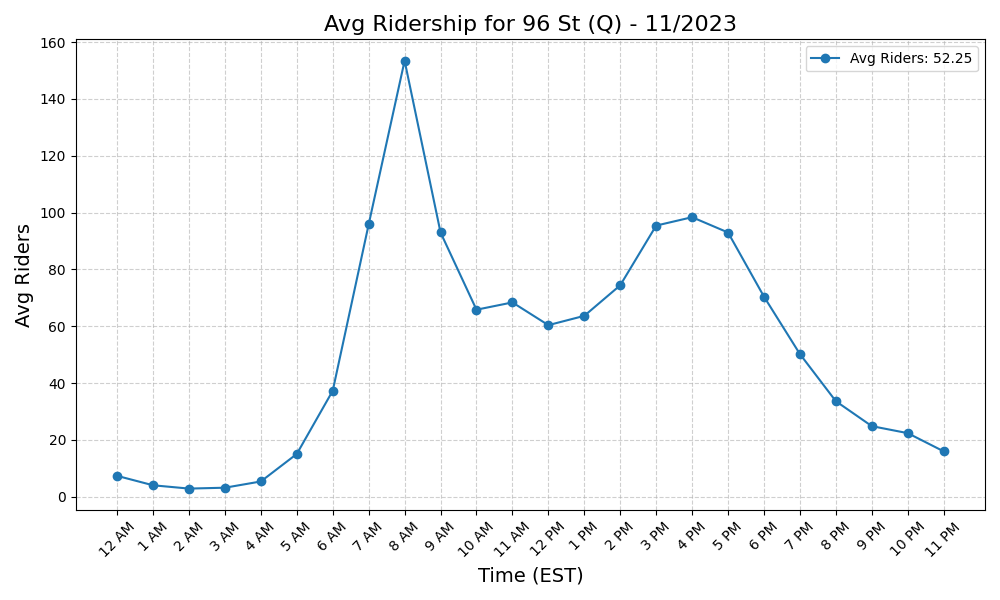 Avg Ridership for 96 St (Q) - 11/2023
Avg Riders: 52.25
Avg Riders
160
140
120
100
80
60
40
20
0
12 AM
1 AM
2 AM
3 AM
4 AM
5 AM
6 AM
7 AM
8 AM
9 AM
10 AM
11 AM
12 PM
1 PM
2 PM
3 PM
4 PM
5 PM
6 PM
7 PM
8 PM
9 PM
10 PM
11 PM
Time (EST)